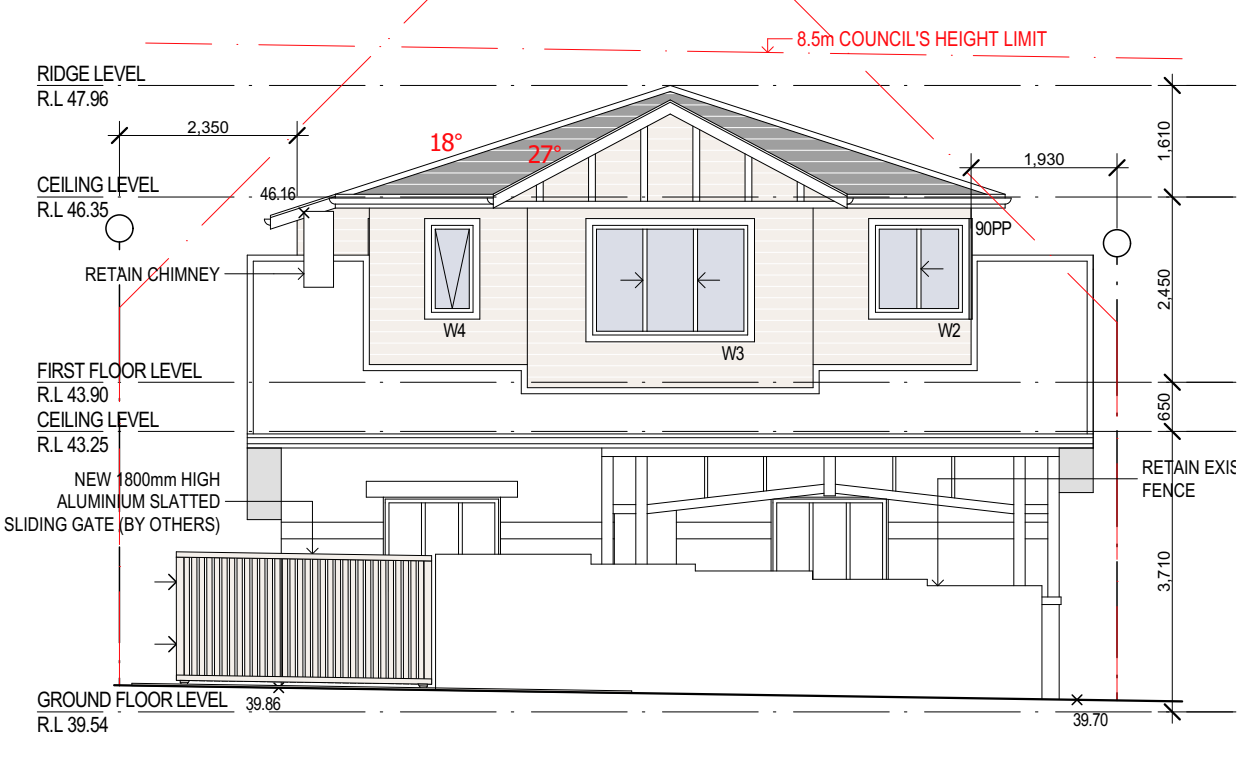 8.5m COUNCIL'S HEIGHT LIMIT
RIDGE LEVEL
R.L 47.96
2,350
18°
27°
1,930
1,610
CEILING LEVEL
R.L 46.35
46.16
90PP
RETAIN CHIMNEY
2,450
W4
W3
W2
FIRST FLOOR LEVEL
R.L 43.90
CEILING LEVEL
R.L 43.25
650
NEW 1800mm HIGH
ALUMINIUM SLATTED
SLIDING GATE (BY OTHERS)
RETAIN EXIS
FENCE
3,710
GROUND FLOOR LEVEL
R.L 39.54
39.86
39.70